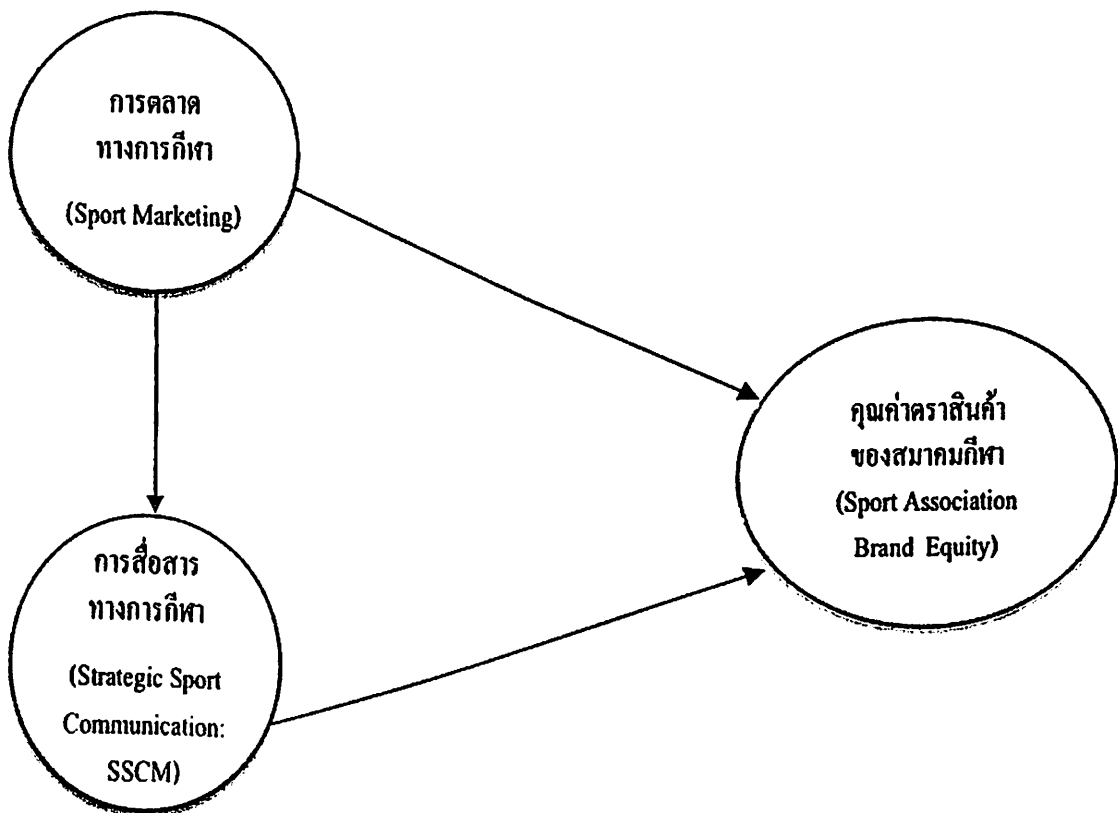 การตลาด
ทางการกีฬา
(Sport Marketing)
คุณค่าตราสินค้า
ของสมาคมกีฬา
(Sport Association
Brand Equity)
การสื่อสาร
ทางการกีฬา
(Strategic Sport
Communication:
SSCM)